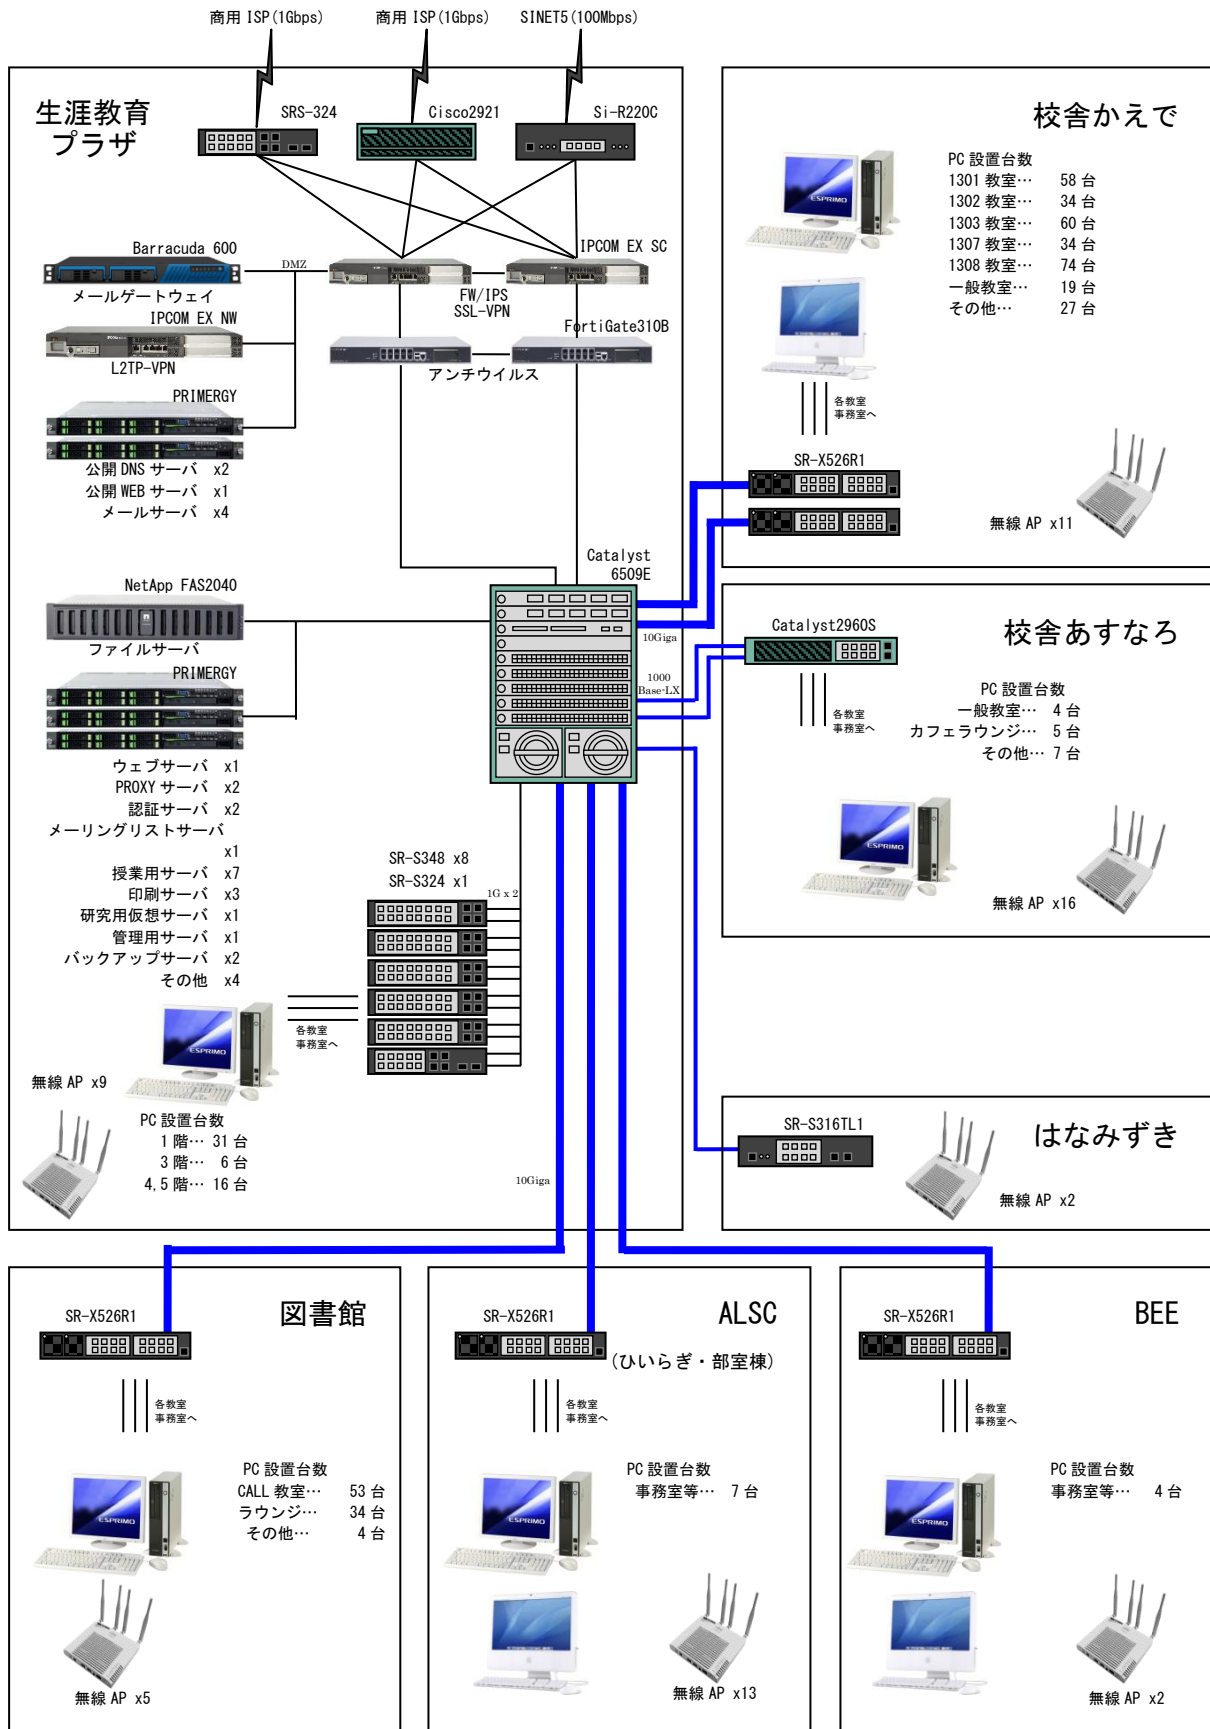 商用 ISP(1Gbps)
商用 ISP(1Gbps)
SINET5(100Mbps)
生涯教育
プラザ
SRS-324
Cisco2921
Si-R220C
Barracuda 600
メールゲートウェイ
DMZ
IPCOM EX SC
FW/IPS
SSL-VPN
IPCOM EX NW
L2TP-VPN
FortiGate310B
アンチウイルス
PRIMERGY
公開 DNS サーバ x2
公開 WEB サーバ x1
メールサーバ x4
Catalyst
6509E
NetApp FAS2040
ファイルサーバ
PRIMERGY
ウェブサーバ x1
PROXY サーバ x2
認証サーバ x2
メーリングリストサーバ
x1
授業用サーバ x7
印刷サーバ x3
研究用仮想サーバ x1
管理用サーバ x1
バックアップサーバ x2
その他 x4
SR-S348 x8
SR-S324 x1
1G x 2
各教室
事務室へ
ESPRIMO
無線 AP x9
PC 設置台数
1 階… 31 台
3 階… 6 台
4,5 階… 16 台
10Giga
10Giga
1000
Base-LX
校舎かえで
ESPRIMO
PC 設置台数
1301 教室… 58 台
1302 教室… 34 台
1303 教室… 60 台
1307 教室… 34 台
1308 教室… 74 台
一般教室… 19 台
その他… 27 台
各教室
事務室へ
SR-X526R1
無線 AP x11
校舎あすなろ
Catalyst2960S
各教室
事務室へ
PC 設置台数
一般教室… 4 台
カフェラウンジ… 5 台
その他… 7 台
ESPRIMO
無線 AP x16
はなみずき
SR-S316TL1
無線 AP x2
図書館
SR-X526R1
各教室
事務室へ
PC 設置台数
CALL 教室… 53 台
ラウンジ… 34 台
その他… 4 台
ESPRIMO
無線 AP x5
ALSC
SR-X526R1
(ひいらぎ・部室棟)
各教室
事務室へ
PC 設置台数
事務室等… 7 台
ESPRIMO
無線 AP x13
BEE
SR-X526R1
各教室
事務室へ
PC 設置台数
事務室等… 4 台
ESPRIMO
無線 AP x2